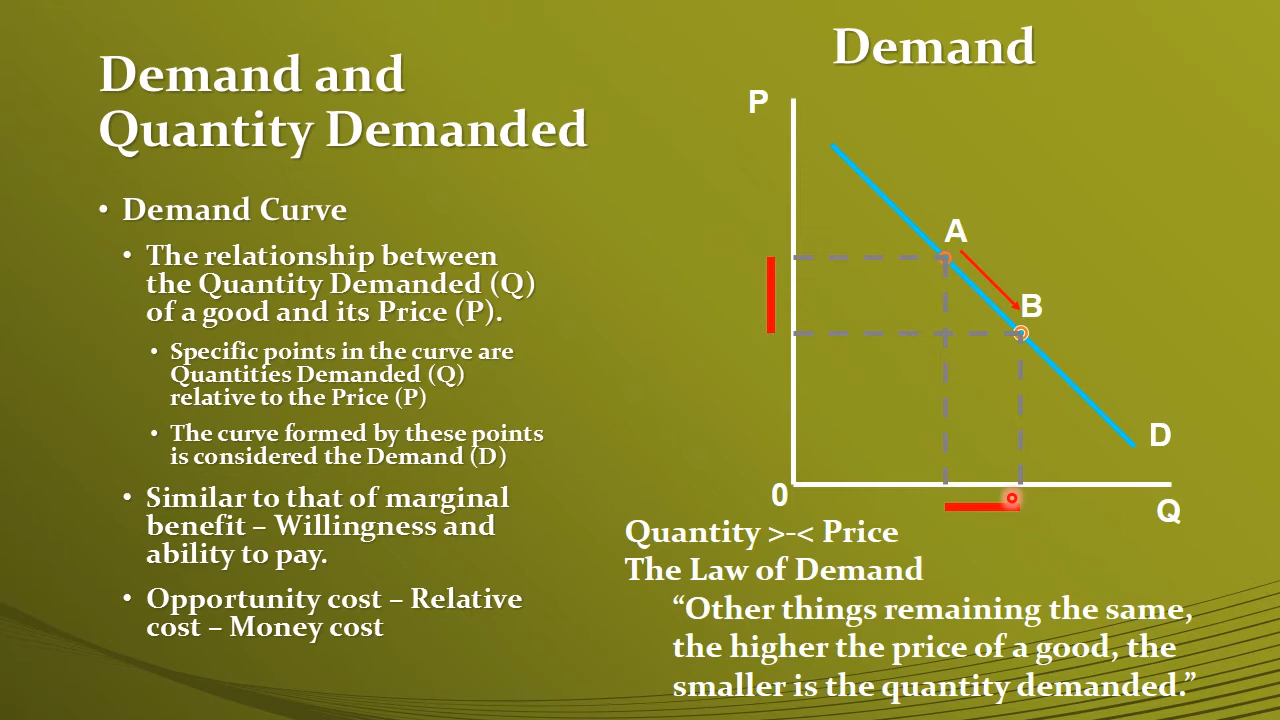 Demand and
Quantity Demanded
• Demand Curve
• The relationship between
the Quantity Demanded (Q)
of a good and its Price (P).
• Specific points in the curve are
Quantities Demanded (Q)
relative to the Price (P)
• The curve formed by these points
is considered the Demand (D)
• Similar to that of marginal
benefit – Willingness and
ability to pay.
• Opportunity cost – Relative
cost – Money cost
Demand
P
A
B
D
0
Q
Quantity >-< Price
The Law of Demand
“Other things remaining the same,
the higher the price of a good, the
smaller is the quantity demanded.”